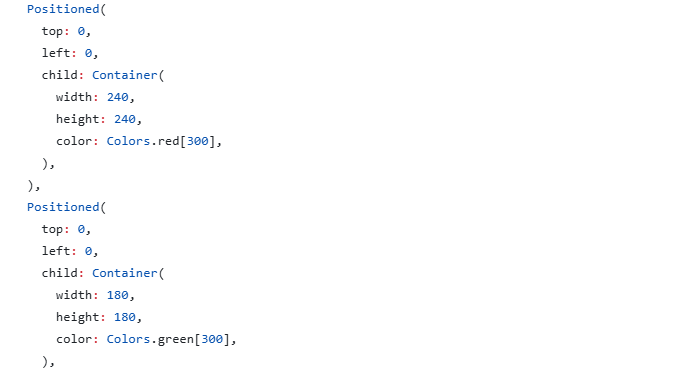 Positioned(
  top: 0,
  left: 0,
  child: Container(
    width: 240,
    height: 240,
    color: Colors.red[300],
  ),
),
Positioned(
  top: 0,
  left: 0,
  child: Container(
    width: 180,
    height: 180,
    color: Colors.green[300],
  ),